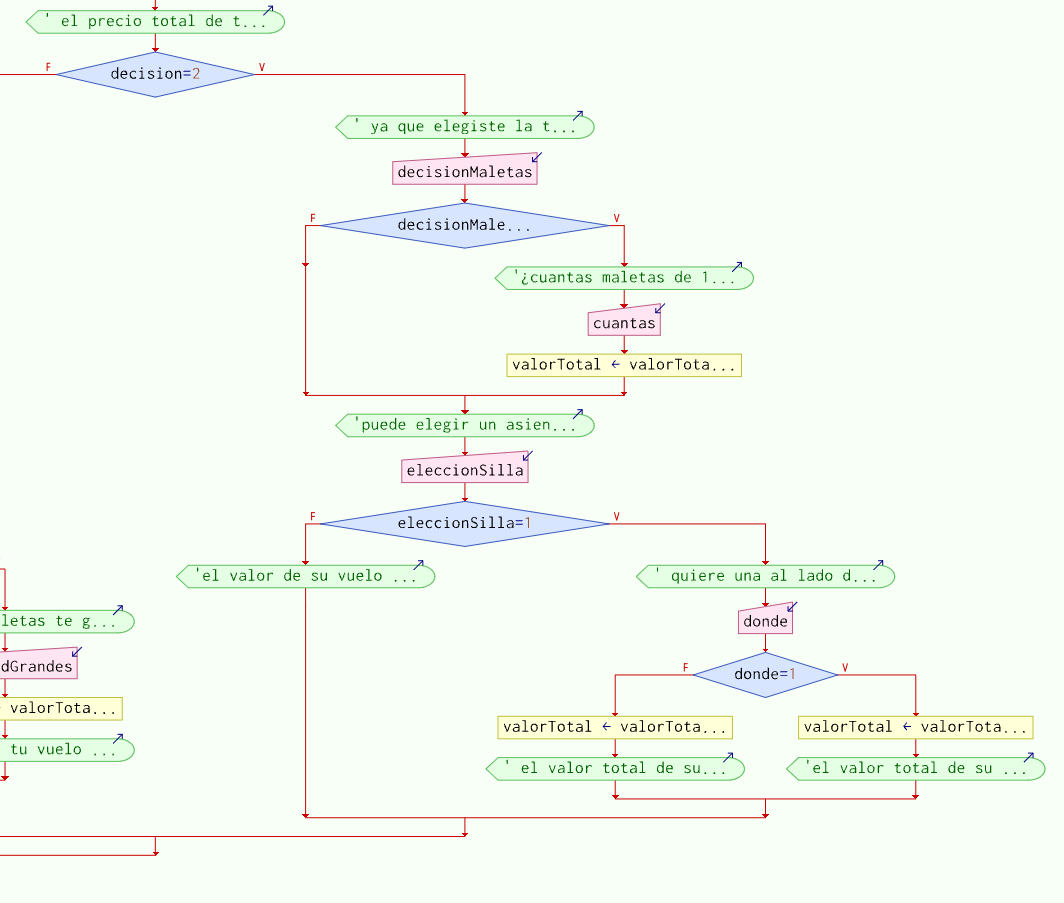 ' el precio total de t...
F
decision=2
V
' ya que elegiste la t...
decisionMaletas
F
decisionMale...
V
'¿cuantas maletas de 1...
cuantas
valorTotal ← valorTota...
'puede elegir un asien...
eleccionSilla
F
eleccionSilla=1
V
'el valor de su vuelo ...
' quiere una al lado d...
letas te g...
donde
dGrandes
F
donde=1
V
valorTota...
valorTotal ← valorTota...
valorTotal ← valorTota...
tu vuelo ...
' el valor total de su...
'el valor total de su ...